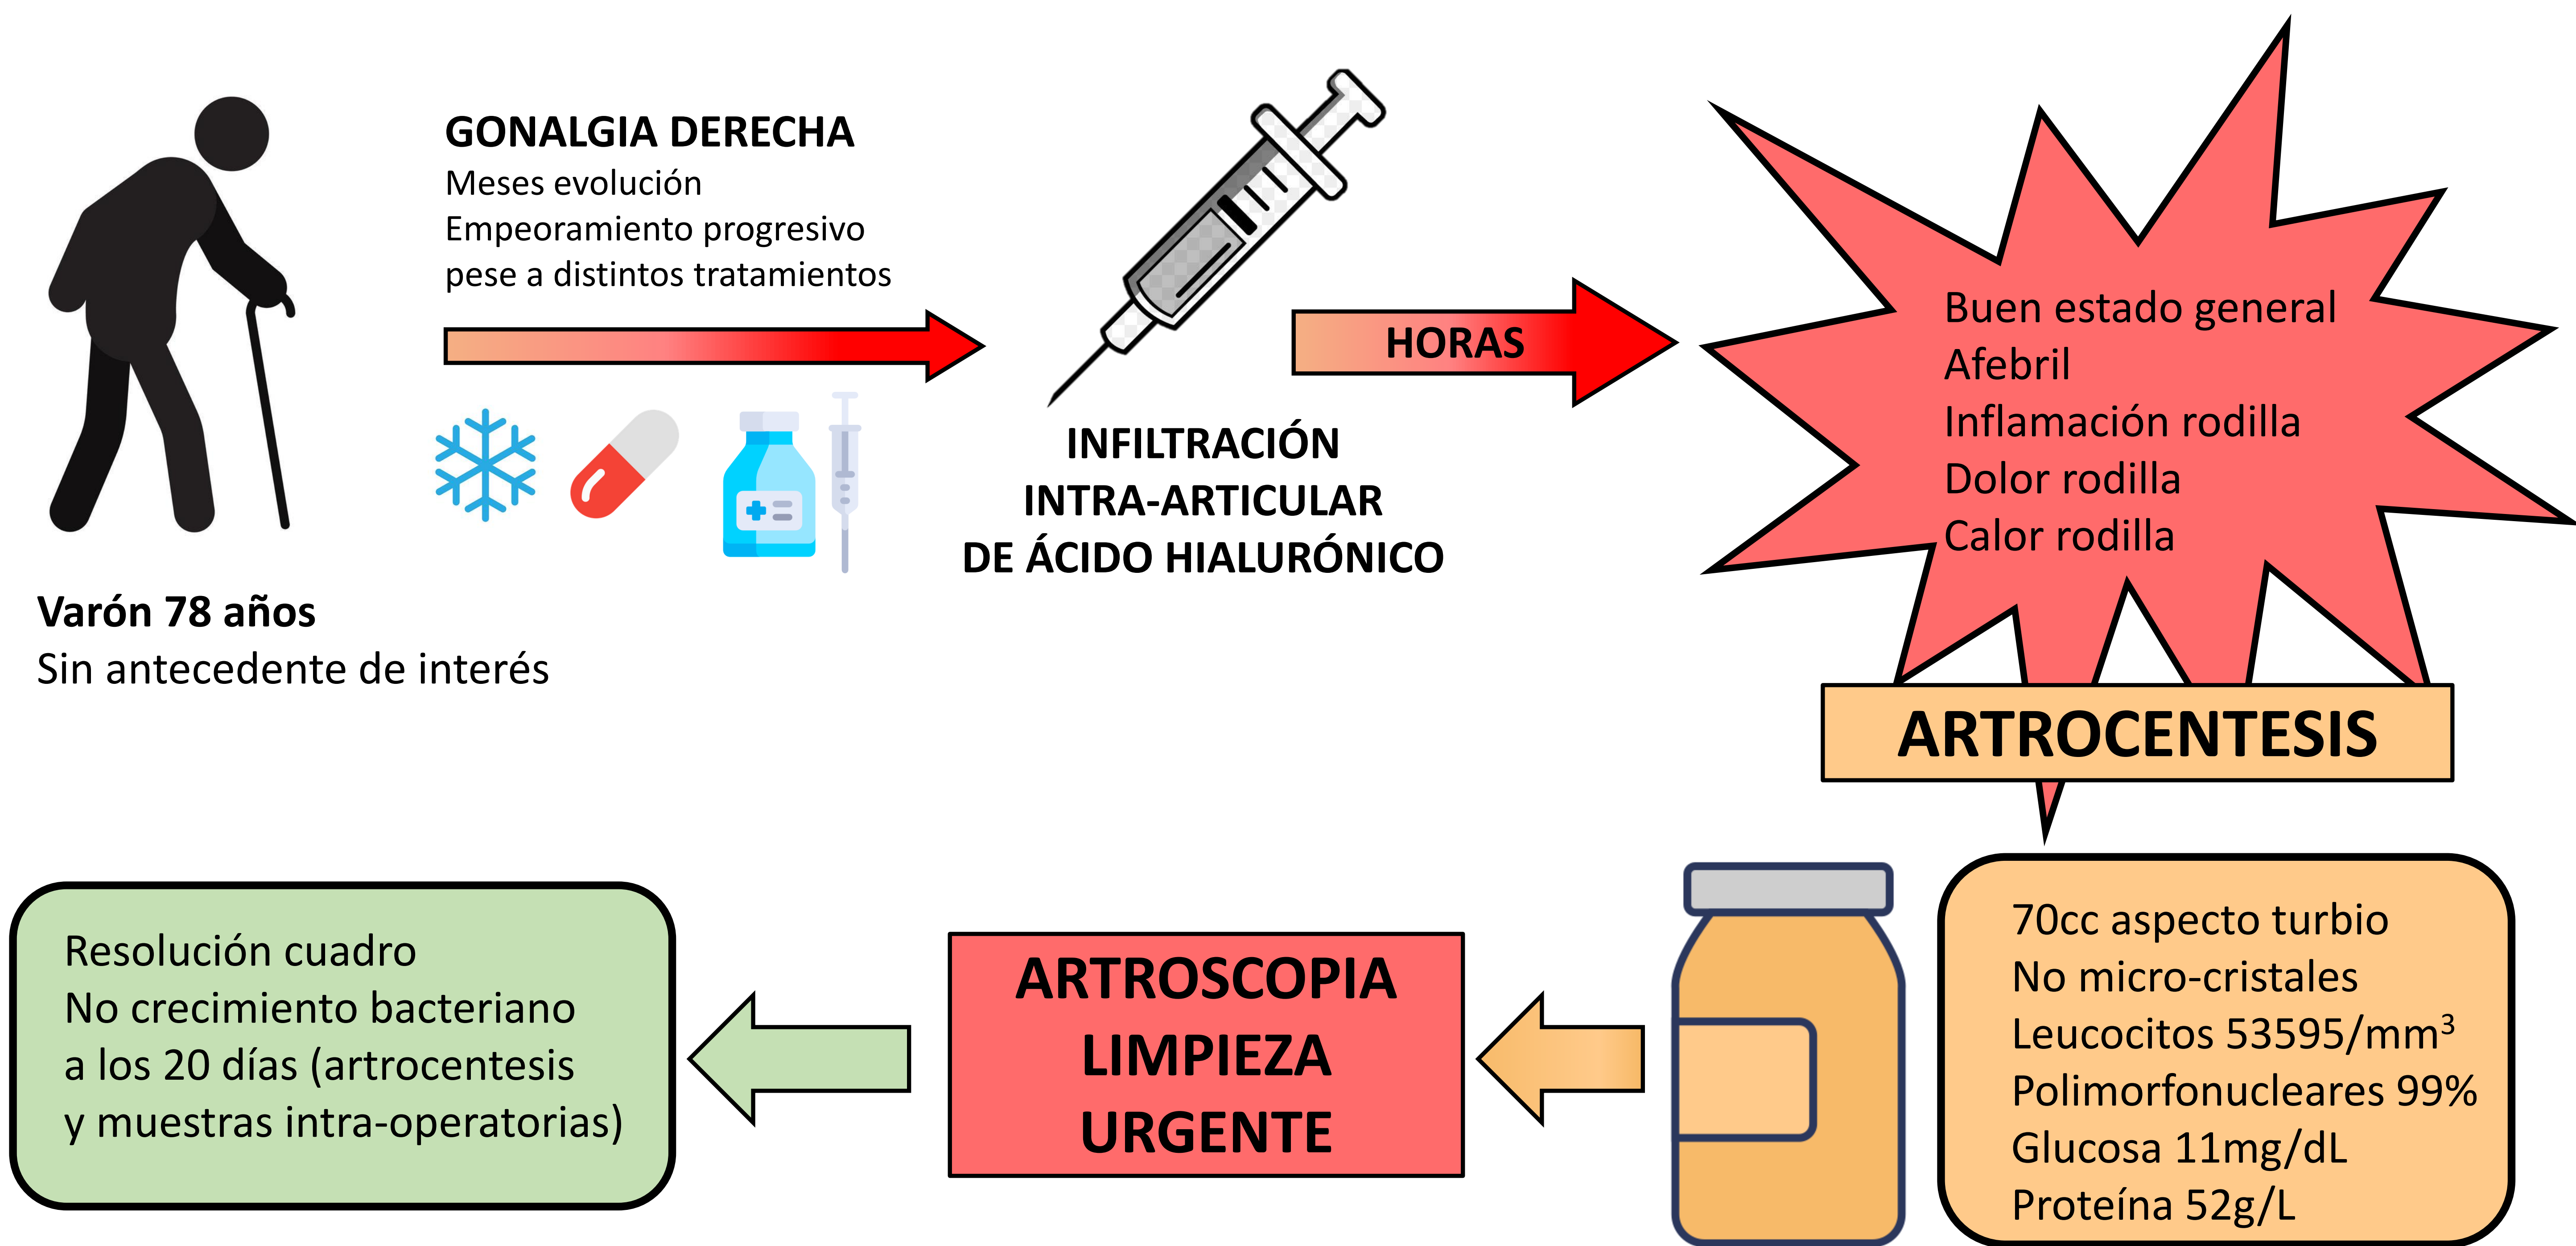 GONALGIA DERECHA
Meses evolución
Empeoramiento progresivo
pese a distintos tratamientos
Varón 78 años
Sin antecedente de interés
INFILTRACIÓN
INTRA-ARTICULAR
DE ÁCIDO HIALURÓNICO
HORAS
Buen estado general
Afebril
Inflamación rodilla
Dolor rodilla
Calor rodilla
ARTROCENTESIS
70cc aspecto turbio
No micro-cristales
Leucocitos 53595/mm³
Polimorfonucleares 99%
Glucosa 11mg/dL
Proteína 52g/L
ARTROSCOPIA
LIMPIEZA
URGENTE
Resolución cuadro
No crecimiento bacteriano
a los 20 días (artrocentesis
y muestras intra-operatorias)